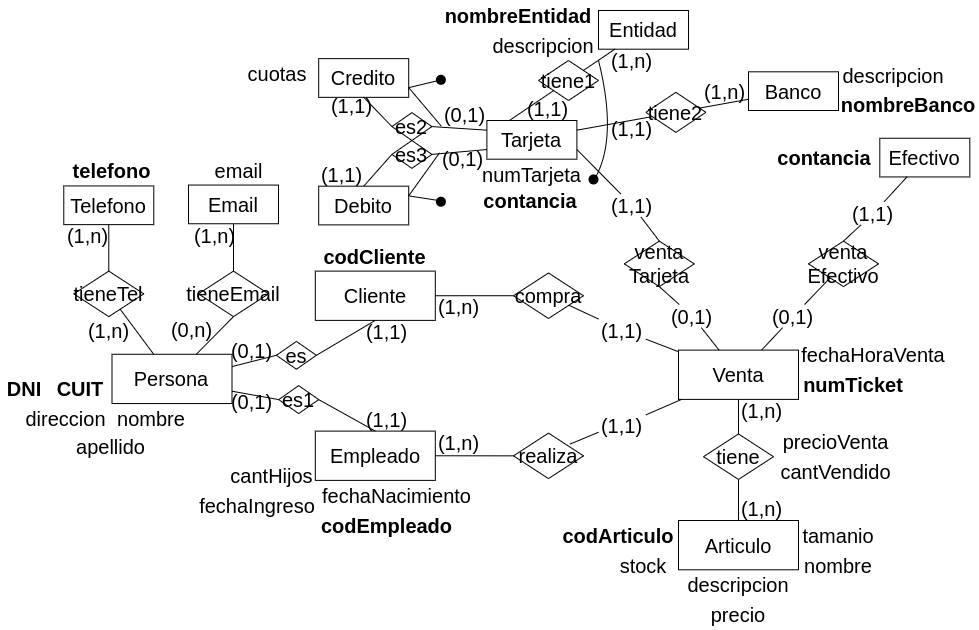 nombreEntidad
Entidad
descripcion
(1,n)
cuotas
Credito
tiene1
Banco
descripcion
(1,n)
nombreBanco
(1,1)
(0,1)
(1,1)
tiene2
es2
Tarjeta
(1,1)
es3
(0,1)
contancia
Efectivo
telefono
email
(1,1)
numTarjeta
Telefono
Email
Debito
contancia
(1,1)
(1,1)
(1,n)
(1,n)
codCliente
venta
Tarjeta
venta
Efectivo
tieneTel
tieneEmail
Cliente
compra
(1,n)
(1,n)
(0,n)
(1,1)
(1,1)
(0,1)
(0,1)
(0,1)
es
fechaHoraVenta
Persona
Venta
DNI
CUIT
numTicket
(0,1)
es1
direccion
nombre
(1,1)
(1,n)
apellido
(1,1)
(1,n)
precioVenta
Empleado
realiza
tiene
cantHijos
cantVendido
fechaIngreso
fechaNacimiento
(1,n)
codEmpleado
codArticulo
Articulo
tamanio
stock
nombre
descripcion
precio